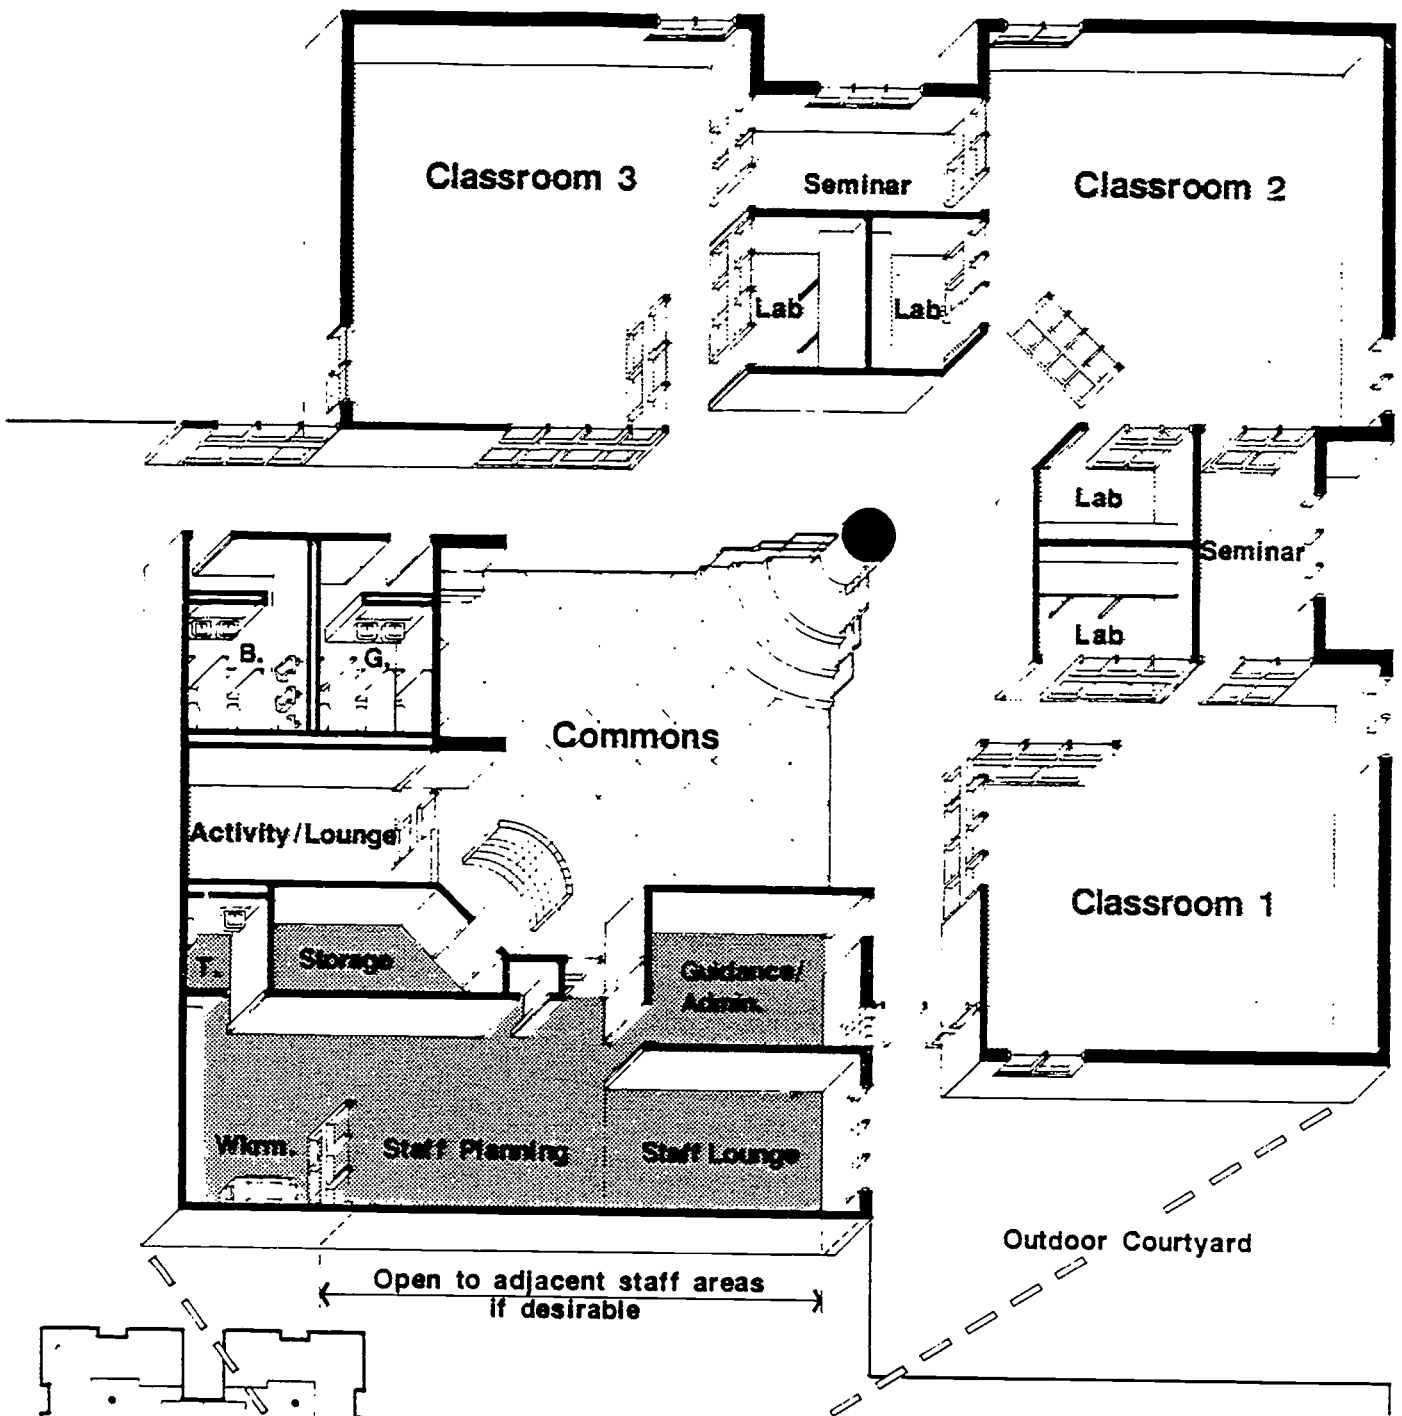 Classroom 3
Seminar
Classroom 2
Lab
Lab
Lab
Seminar
Lab
B.
G.
Commons
Activity/Lounge
Classroom 1
T.
Storage
Guidance/
Admin.
Wkrm.
Staff Planning
Staff Lounge
Outdoor Courtyard
Open to adjacent staff areas
if desirable